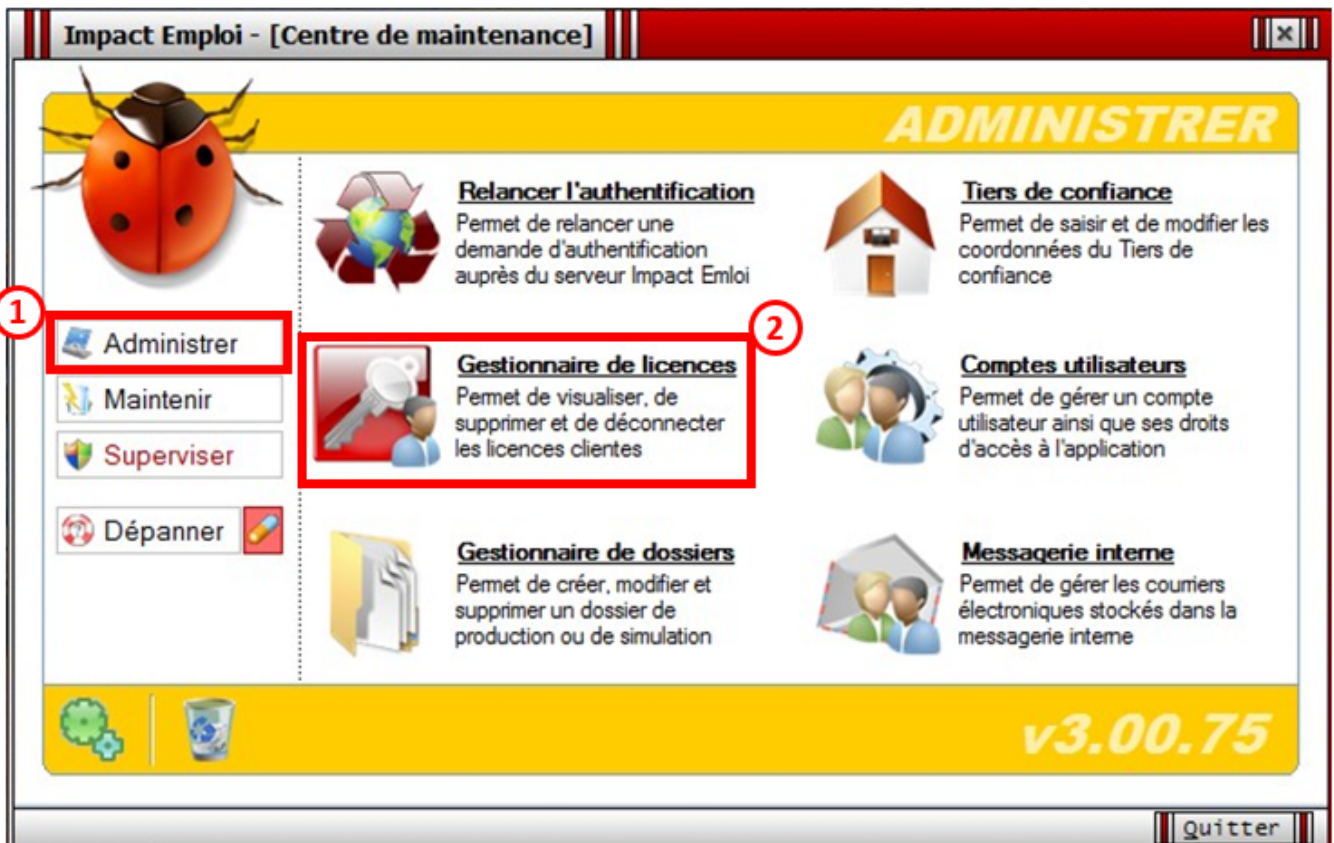 Impact Emploi - [Centre de maintenance]
ADMINISTRER
Relancer l'authentification
Permet de relancer une
demande d'authentification
auprès du serveur Impact Emloi
Tiers de confiance
Permet de saisir et de modifier les
coordonnées du Tiers de
confiance
1
Administrer
Maintenir
Superviser
Dépanner
2
Gestionnaire de licences
Permet de visualiser, de
supprimer et de déconnecter
les licences clientes
Comptes utilisateurs
Permet de gérer un compte
utilisateur ainsi que ses droits
d'accès à l'application
Gestionnaire de dossiers
Permet de créer, modifier et
supprimer un dossier de
production ou de simulation
Messagerie interne
Permet de gérer les courriers
électroniques stockés dans la
messagerie interne
v3.00.75
Quitter